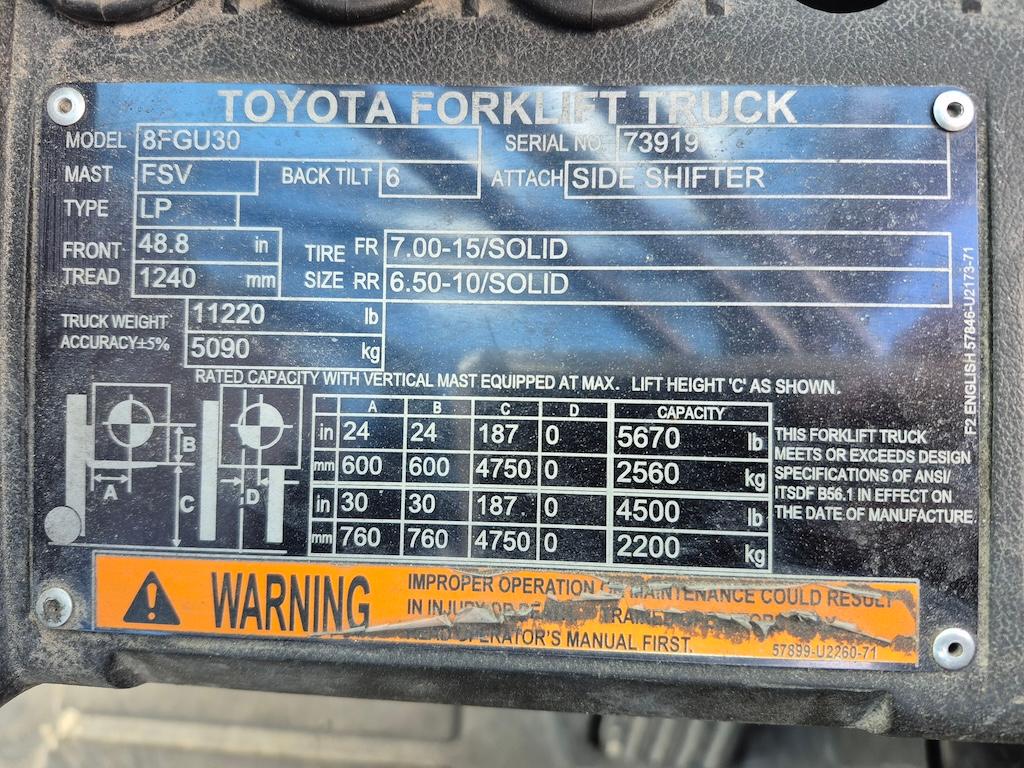 TOYOTA FORKLIFT TRUCK
MODEL 8FGU30 SERIAL NO. 73919
MAST FSV BACK TILT 6 ATTACH SIDE SHIFTER
TYPE LP
FRONT TREAD 48.8 in TIRE SIZE FR 7.00-15/SOLID
1240 mm RR 6.50-10/SOLID
TRUCK WEIGHT 11220 lb
ACCURACY±5% 5090 kg
RATED CAPACITY WITH VERTICAL MAST EQUIPPED AT MAX. LIFT HEIGHT 'C' AS SHOWN.
A B C D CAPACITY
in 24 24 187 0 5670 lb
mm 600 600 4750 0 2560 kg
in 30 30 187 0 4500 lb
mm 760 760 4750 0 2200 kg
B
A
C
D
THIS FORKLIFT TRUCK
MEETS OR EXCEEDS DESIGN
SPECIFICATIONS OF ANSI/
ITSDF B56.1 IN EFFECT ON
THE DATE OF MANUFACTURE.
F2 ENGLISH 57846-U2173-71
WARNING
IMPROPER OPERATION MAINTENANCE COULD RESULT
IN INJURY OR
OPERATOR'S MANUAL FIRST.
57899-U2260-71